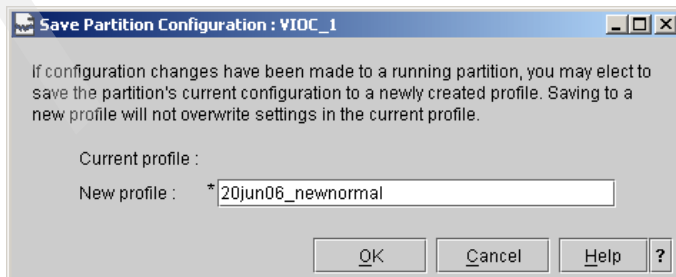 Save Partition Configuration : VIOC_1
If configuration changes have been made to a running partition, you may elect to
save the partition's current configuration to a newly created profile. Saving to a
new profile will not overwrite settings in the current profile.
Current profile :
New profile : * 20jun06_newnormal
OK Cancel Help ?